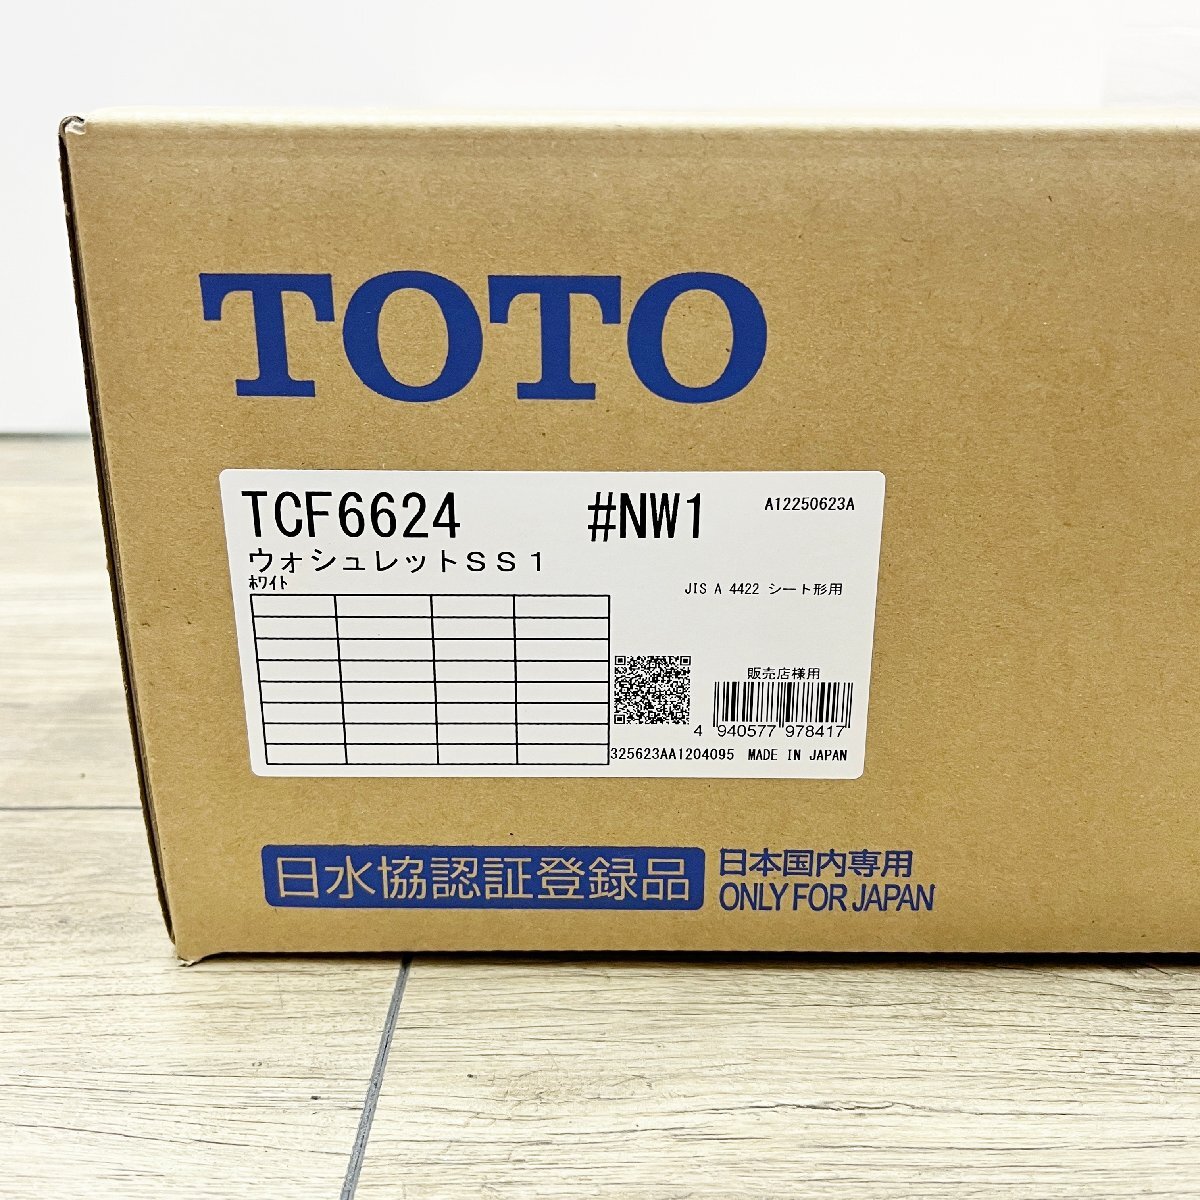 TOTO
TCF6624 #NW1 A12250623A
ウォシュレットSS1
ホワイト
JIS A 4422 シート形用
販売店様用
4 940577 978417
325623AA1204095 MADE IN JAPAN
日水協認証登録品
日本国内専用
ONLY FOR JAPAN